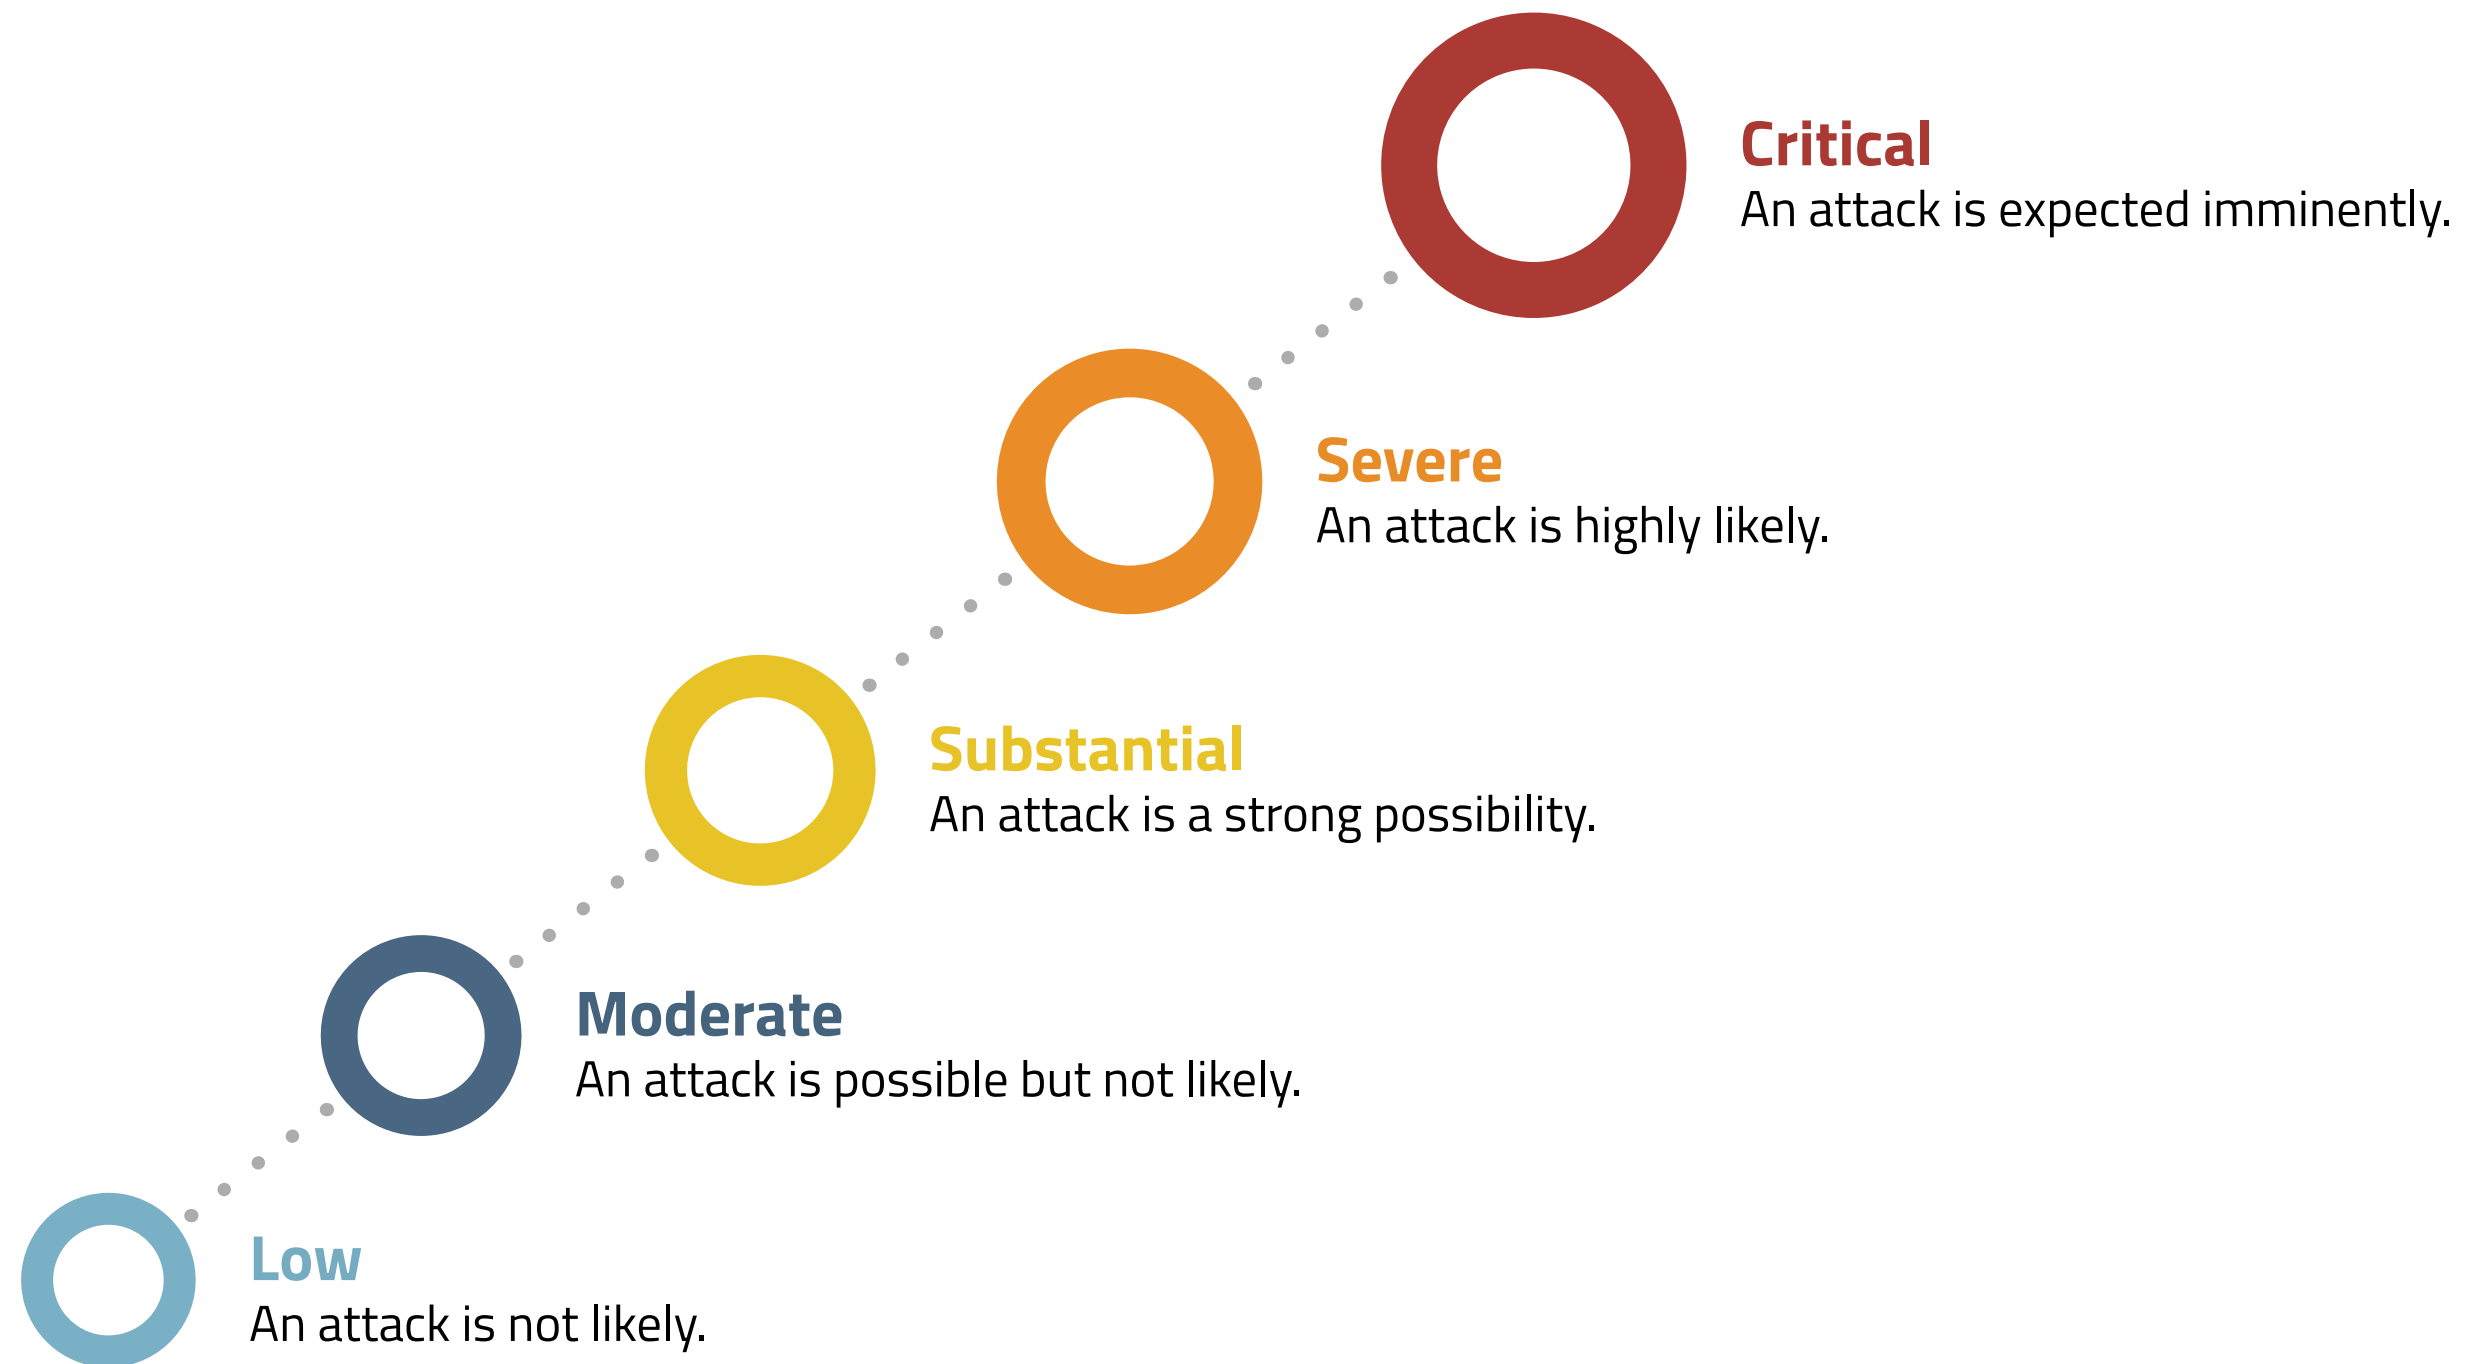 Critical
An attack is expected imminently.
Severe
An attack is highly likely.
Substantial
An attack is a strong possibility.
Moderate
An attack is possible but not likely.
Low
An attack is not likely.